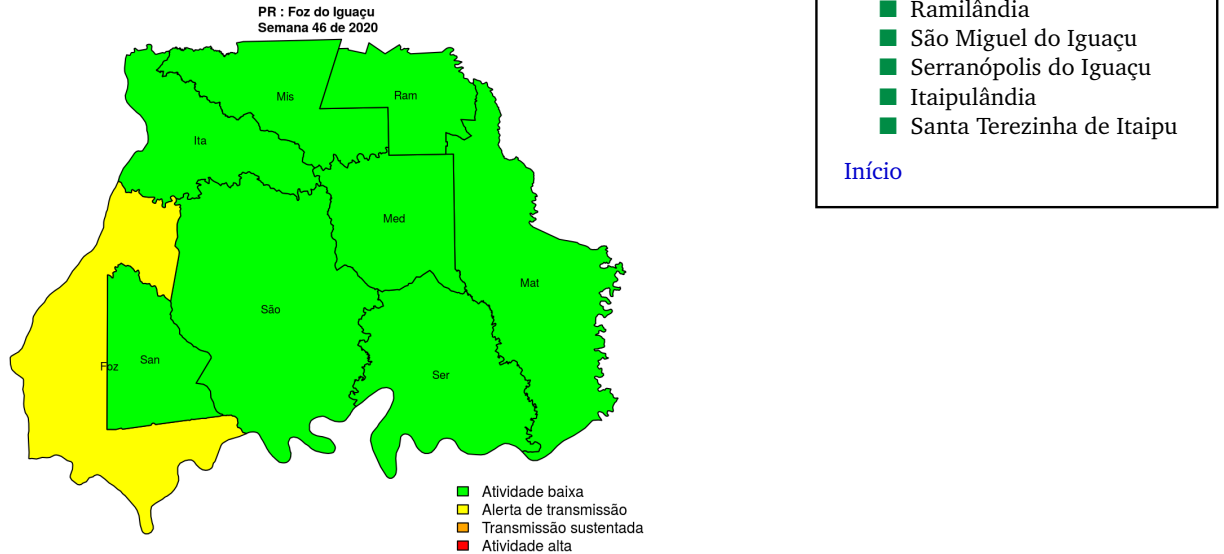 PR : Foz do Iguaçu
Semana 46 de 2020
Mis
Ram
Ita
Med
Mat
São
Foz
San
Ser
Atividade baixa
Alerta de transmissão
Transmissão sustentada
Atividade alta
Ramilândia
São Miguel do Iguaçu
Serranópolis do Iguaçu
Itaipulândia
Santa Terezinha de Itaipu
Início